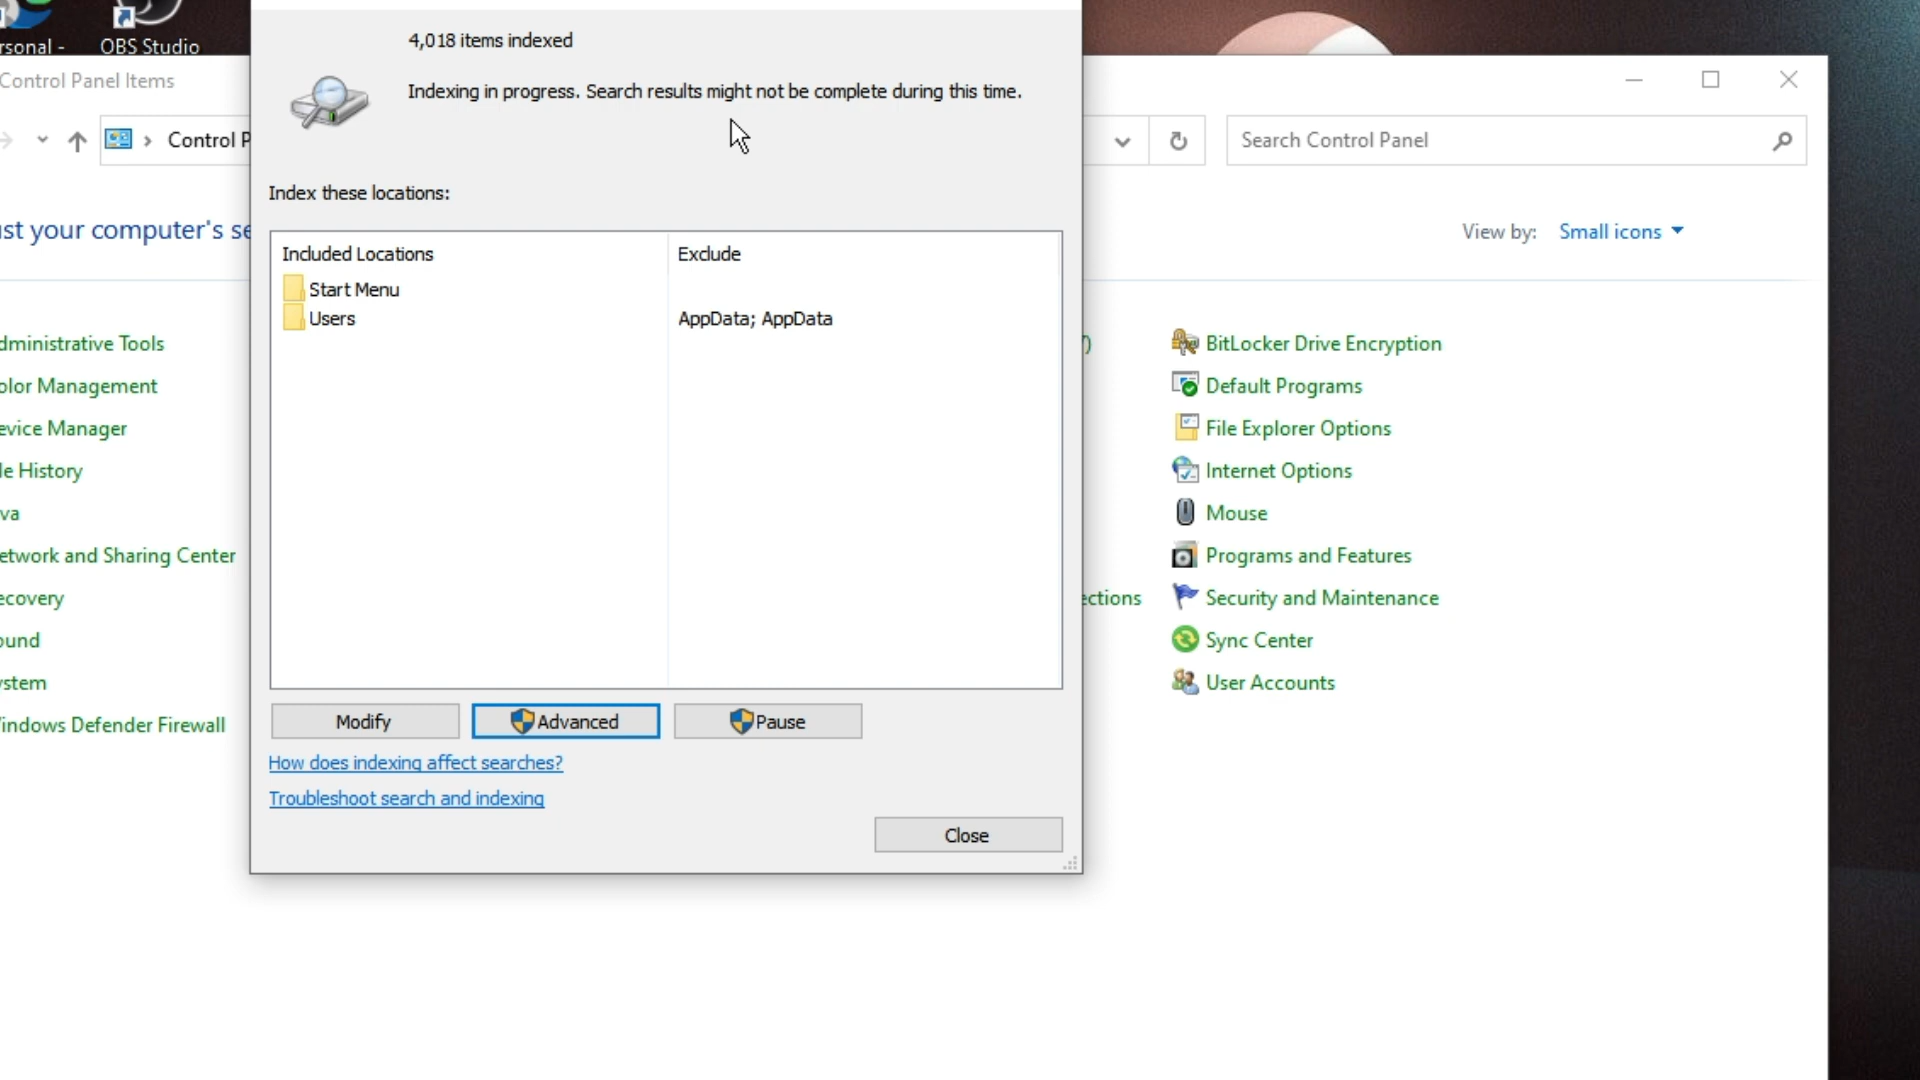 rsonal -
OBS Studio
Control Panel Items
Control P
Search Control Panel
ust your computer's se
View by:
Small icons
4,018 items indexed
Indexing in progress. Search results might not be complete during this time.
Index these locations:
Included Locations
Exclude
Start Menu
Users
AppData; AppData
Modify
Advanced
Pause
How does indexing affect searches?
Troubleshoot search and indexing
Close
dministrative Tools
olor Management
evice Manager
le History
va
etwork and Sharing Center
ecovery
ound
ystem
Windows Defender Firewall
7)
ections
BitLocker Drive Encryption
Default Programs
File Explorer Options
Internet Options
Mouse
Programs and Features
Security and Maintenance
Sync Center
User Accounts